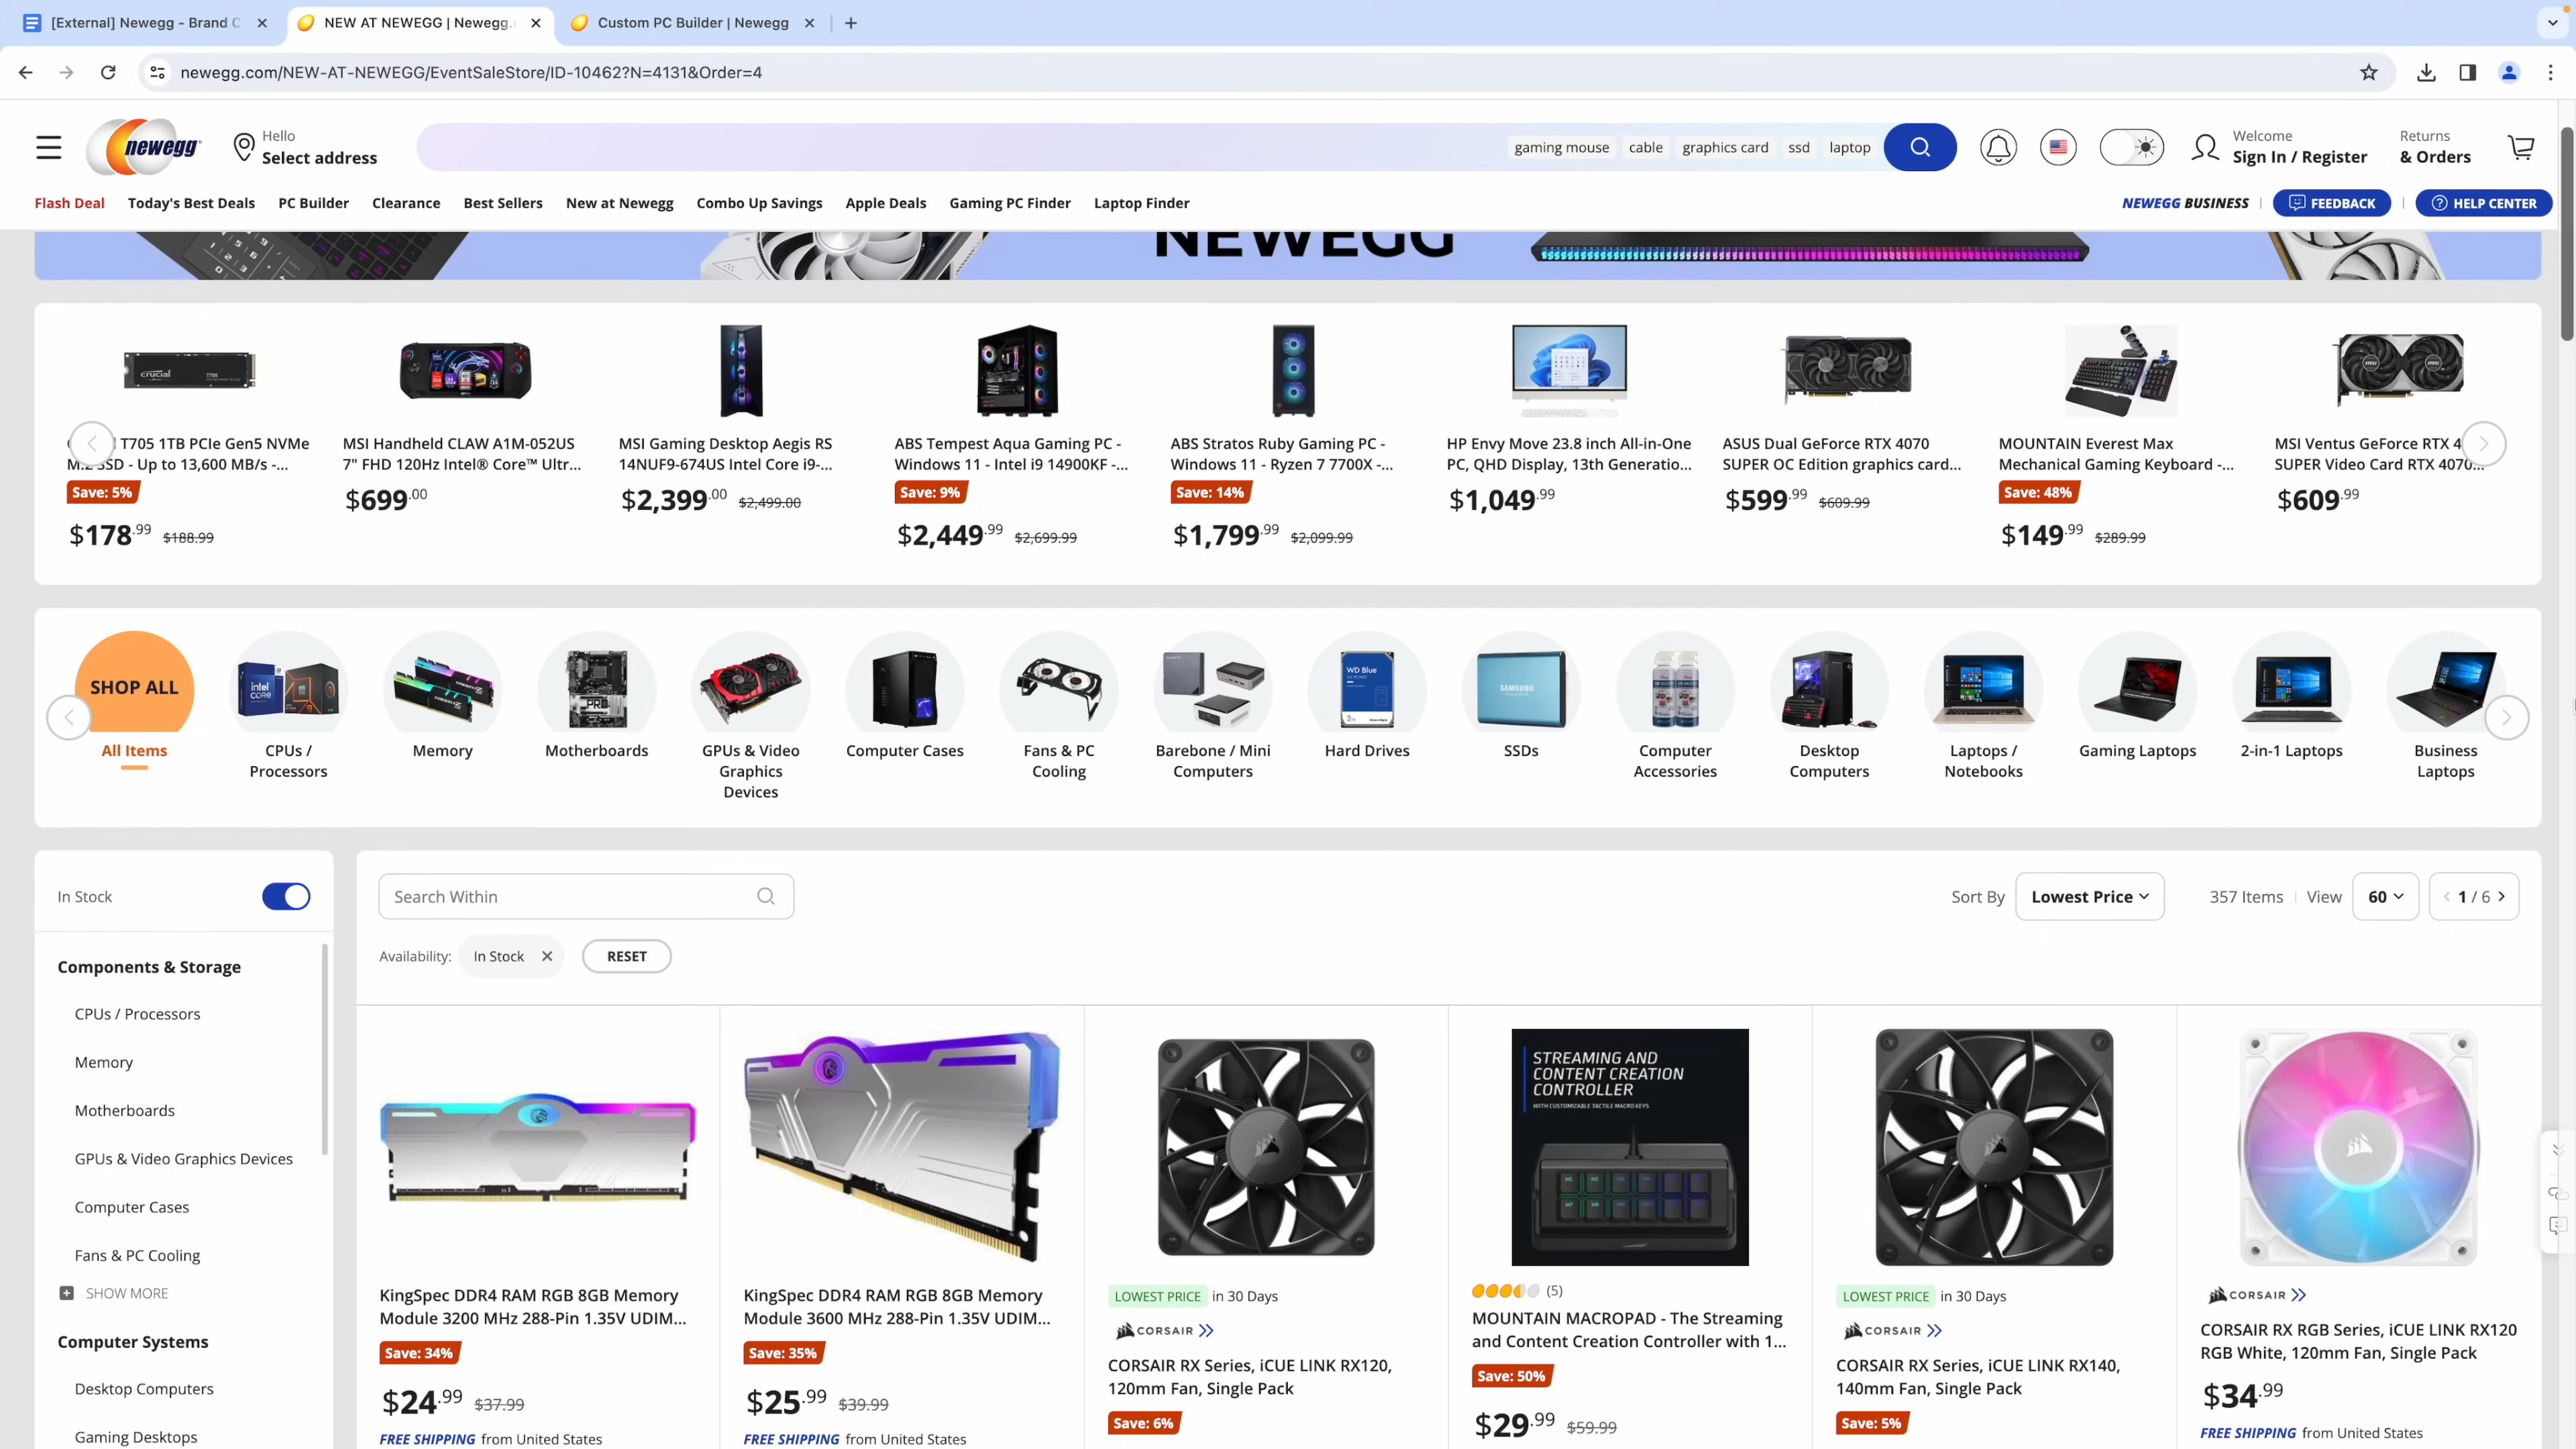 [External] Newegg - Brand C
NEW AT NEWEGG | Newegg.
Custom PC Builder | Newegg
newegg.com/NEW-AT-NEWEGG/EventSaleStore/ID-10462?N=4131&Order=4
newegg
Hello
Select address
gaming mouse
cable
graphics card
ssd
laptop
Welcome
Sign In / Register
Returns
& Orders
Flash Deal
Today's Best Deals
PC Builder
Clearance
Best Sellers
New at Newegg
Combo Up Savings
Apple Deals
Gaming PC Finder
Laptop Finder
NEWEGG BUSINESS
FEEDBACK
HELP CENTER
NEWEGG
T705 1TB PCIe Gen5 NVMe
M.2 SSD - Up to 13,600 MB/s -...
Save: 5%
$178.99 $188.99
MSI Handheld CLAW A1M-052US
7" FHD 120Hz Intel® Core™ Ultr...
$699.00
MSI Gaming Desktop Aegis RS
14NUF9-674US Intel Core i9-...
$2,399.00 $2,499.00
ABS Tempest Aqua Gaming PC -
Windows 11 - Intel i9 14900KF -...
Save: 9%
$2,449.99 $2,699.99
ABS Stratos Ruby Gaming PC -
Windows 11 - Ryzen 7 7700X -...
Save: 14%
$1,799.99 $2,099.99
HP Envy Move 23.8 inch All-in-One
PC, QHD Display, 13th Generatio...
$1,049.99
ASUS Dual GeForce RTX 4070
SUPER OC Edition graphics card...
$599.99 $609.99
MOUNTAIN Everest Max
Mechanical Gaming Keyboard -...
Save: 48%
$149.99 $289.99
MSI Ventus GeForce RTX 4
SUPER Video Card RTX 4070...
$609.99
SHOP ALL
All Items
CPUs /
Processors
Memory
Motherboards
GPUs & Video
Graphics
Devices
Computer Cases
Fans & PC
Cooling
Barebone / Mini
Computers
Hard Drives
SSDs
Computer
Accessories
Desktop
Computers
Laptops /
Notebooks
Gaming Laptops
2-in-1 Laptops
Business
Laptops
In Stock
Components & Storage
CPUs / Processors
Memory
Motherboards
GPUs & Video Graphics Devices
Computer Cases
Fans & PC Cooling
SHOW MORE
Computer Systems
Desktop Computers
Gaming Desktops
Search Within
Sort By
Lowest Price
357 Items
View
60
1 / 6
Availability:
In Stock
RESET
KingSpec DDR4 RAM RGB 8GB Memory
Module 3200 MHz 288-Pin 1.35V UDIM...
Save: 34%
$24.99 $37.99
FREE SHIPPING from United States
KingSpec DDR4 RAM RGB 8GB Memory
Module 3600 MHz 288-Pin 1.35V UDIM...
Save: 35%
$25.99 $39.99
FREE SHIPPING from United States
LOWEST PRICE in 30 Days
CORSAIR
CORSAIR RX Series, iCUE LINK RX120,
120mm Fan, Single Pack
Save: 6%
STREAMING AND
CONTENT CREATION
CONTROLLER
WITH CUSTOMIZABLE TACTILE MACRO KEYS
(5)
MOUNTAIN MACROPAD - The Streaming
and Content Creation Controller with 1...
Save: 50%
$29.99 $59.99
LOWEST PRICE in 30 Days
CORSAIR
CORSAIR RX Series, iCUE LINK RX140,
140mm Fan, Single Pack
Save: 5%
CORSAIR
CORSAIR RX RGB Series, iCUE LINK RX120
RGB White, 120mm Fan, Single Pack
$34.99
FREE SHIPPING from United States